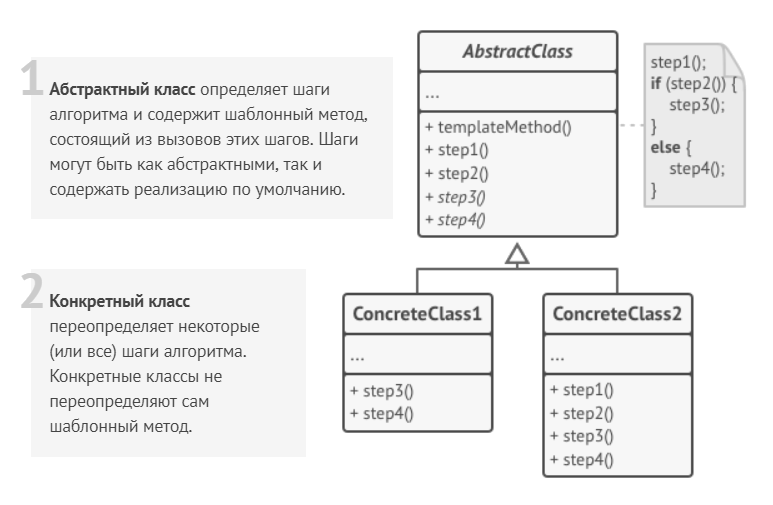 1
Абстрактный класс определяет шаги
алгоритма и содержит шаблонный метод,
состоящий из вызовов этих шагов. Шаги
могут быть как абстрактными, так и
содержать реализацию по умолчанию.
AbstractClass
...
+ templateMethod()
+ step1()
+ step2()
+ step3()
+ step4()
step1();
if (step2()) {
step3();
}
else {
step4();
}
2
Конкретный класс
переопределяет некоторые
(или все) шаги алгоритма.
Конкретные классы не
переопределяют сам
шаблонный метод.
ConcreteClass1
...
+ step3()
+ step4()
ConcreteClass2
...
+ step1()
+ step2()
+ step3()
+ step4()